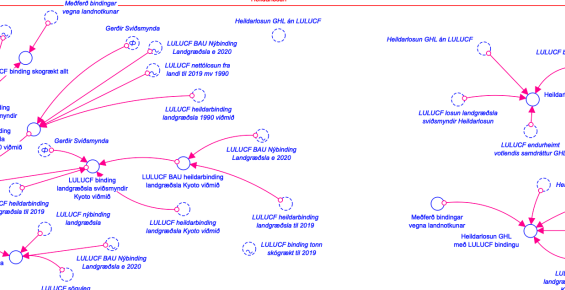 Heildarlosun
Meðferð bindingar
vegna landnotkunar
Heildarlosun GHL án LULUCF
Gerðir Sviðsmynda
LULUCF BAU Nýbinding
Landgræðsla e 2020
LULUCF nettólosun fra
landi til 2019 mv 1990
binding skogrækt allt
LULUCF heildarbinding
landgræðsla 1990 viðmið
Heildarlosun GHL án LULUCF
LULUCF losun landgræðsla
sviðsmyndir Heildarlosun
LULUCF endurheimt
votlendis samdráttur
viðmið
Gerðir Sviðsmynda
LULUCF binding
landgræðsla sviðsmyndir
Kyoto viðmið
LULUCF BAU heildarbinding
landgræðsla Kyoto viðmið
LULUCF BAU Nýbinding
Landgræðsla e 2020
heildarbinding
til 2019
LULUCF nýbinding
landgræðsla
LULUCF heildarbinding
landgræðsla Kyoto viðmið
LULUCF heildarbinding
landgræðsla til 2019
LULUCF binding tonn
skógrækt til 2019
LULUCF BAU Nýbinding
Landgræðsla e 2020
Meðferð bindingar
vegna landnotkunar
Heildarlosun GHL
með LULUCF bindingu